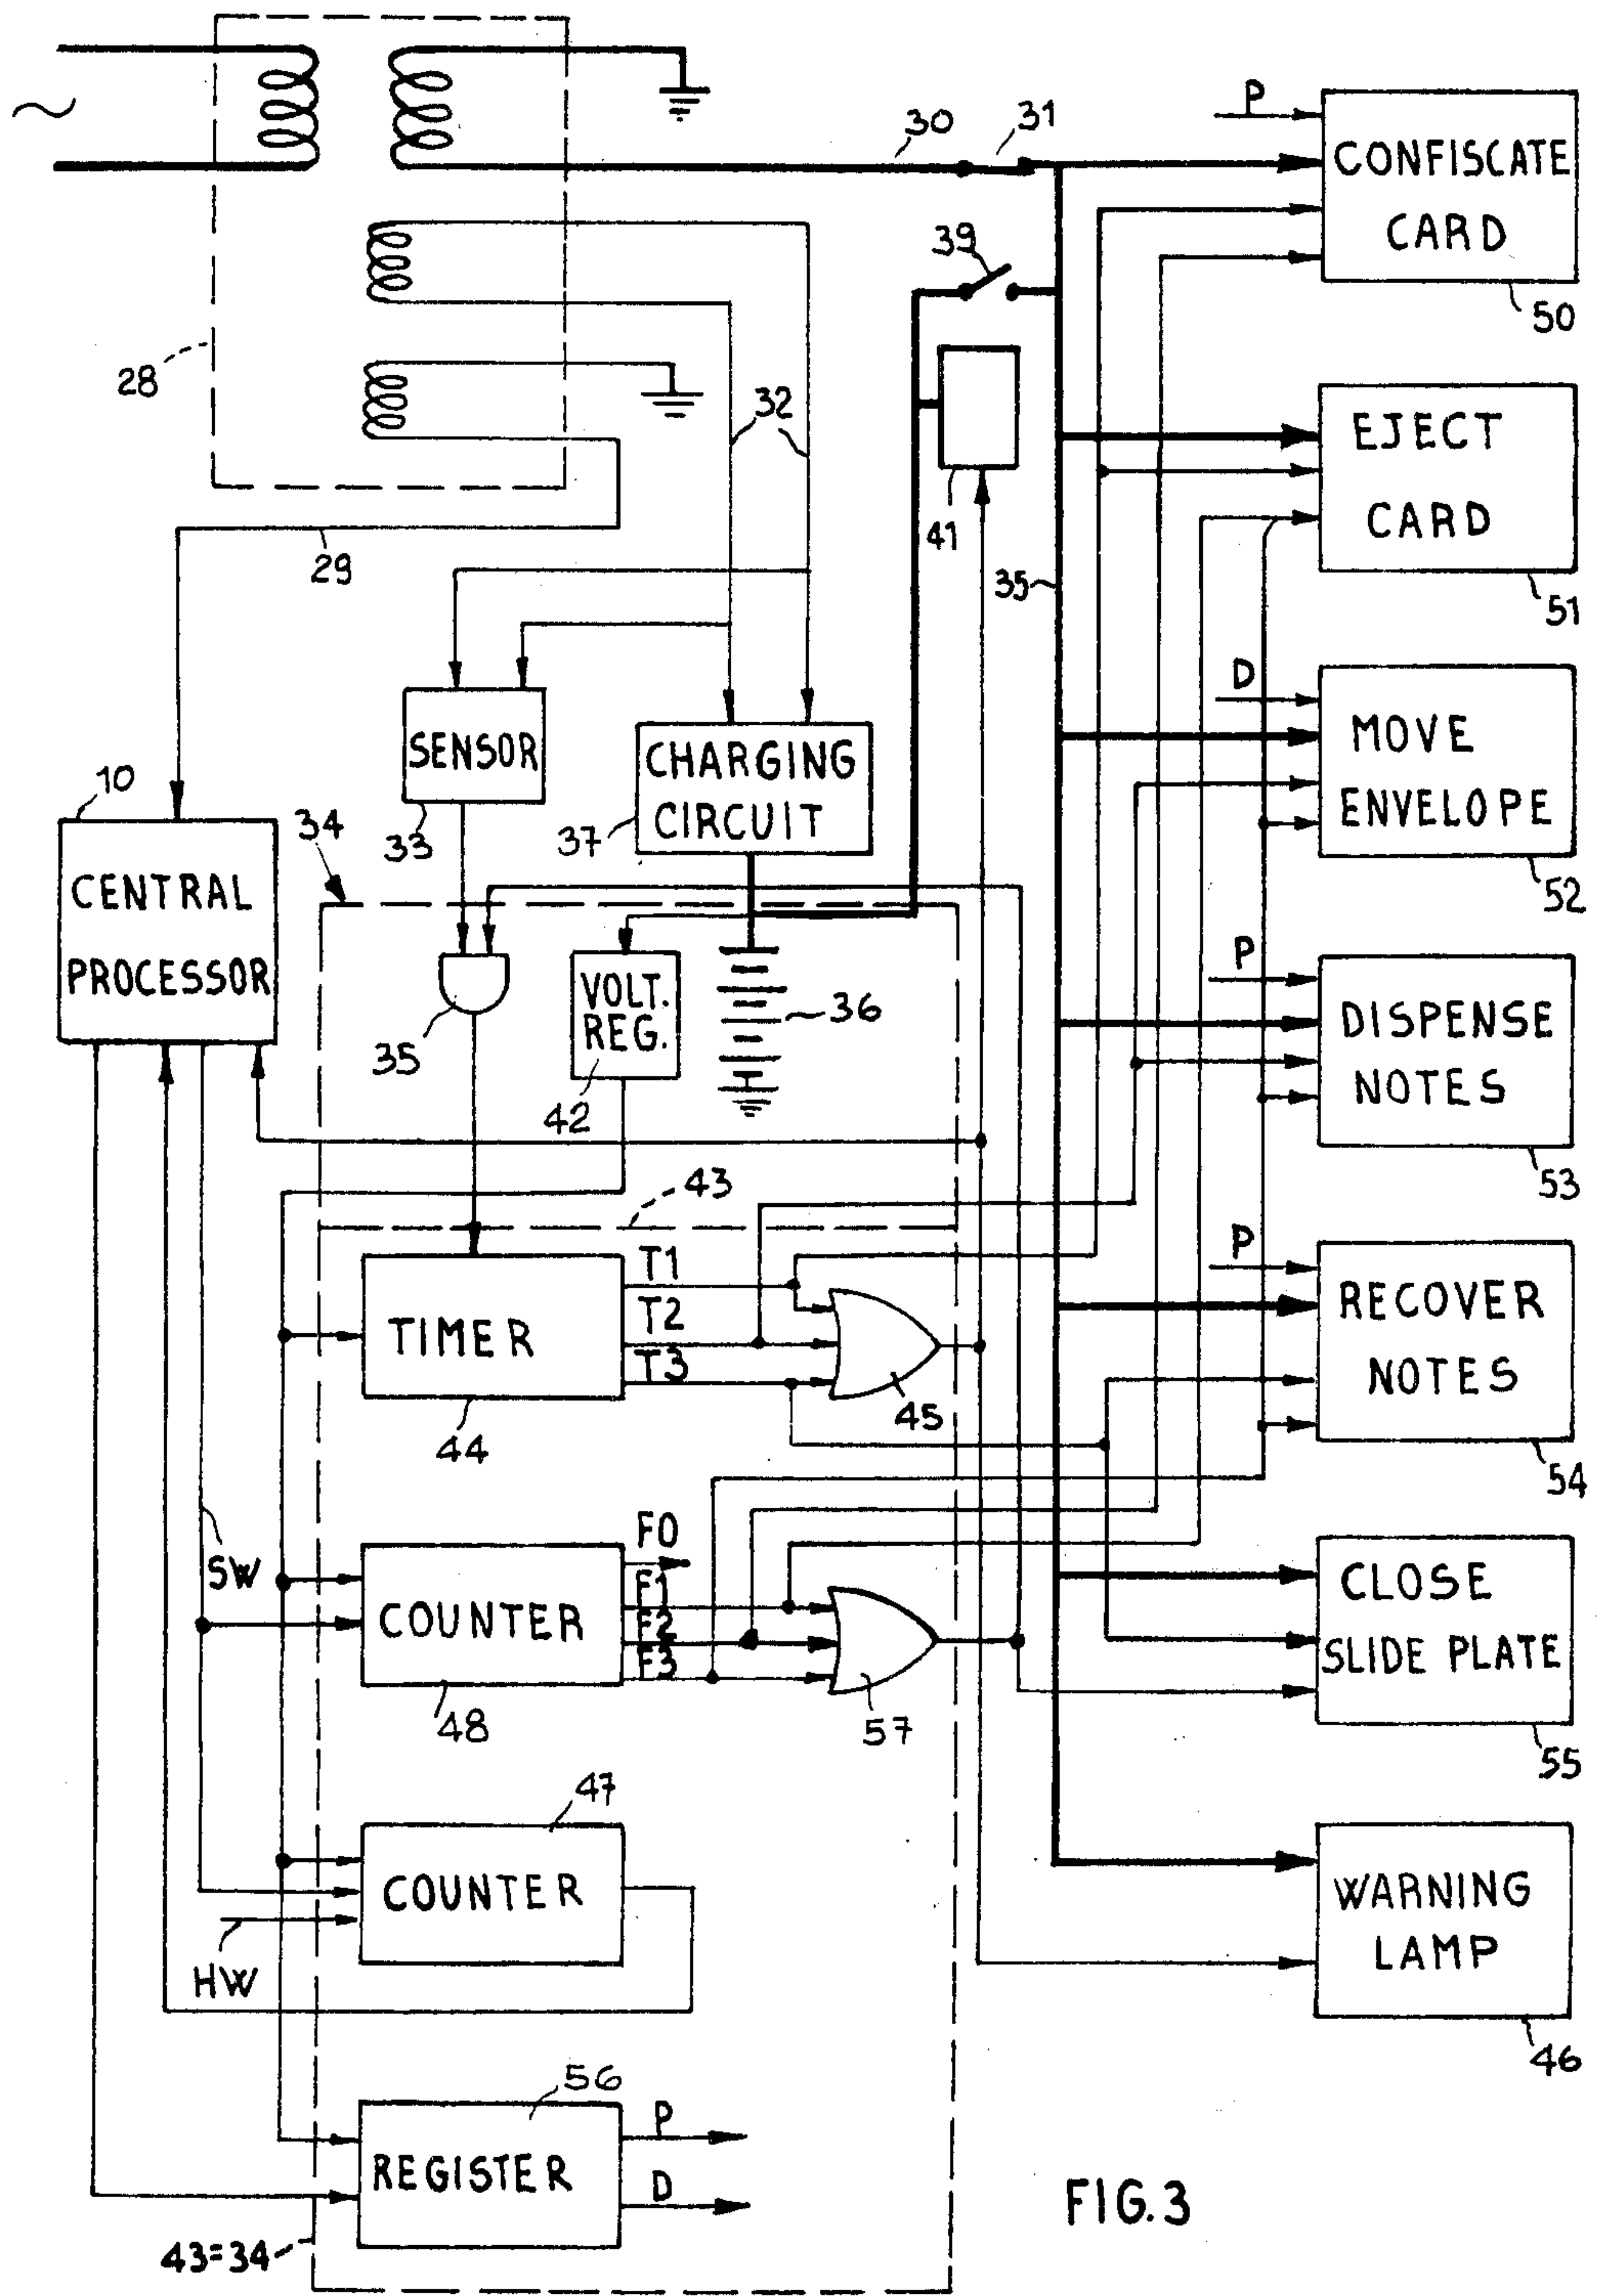 30
31
P
CONFISCATE
CARD
50
39
28
32
41
EJECT
CARD
51
29
35
D
MOVE
ENVELOPE
52
10
SENSOR
33
CHARGING
CIRCUIT
37
34
CENTRAL
PROCESSOR
35
VOLT.
REG.
42
36
P
DISPENSE
NOTES
53
43
T1
T2
T3
TIMER
44
45
P
RECOVER
NOTES
54
SW
F0
F1
F2
F3
COUNTER
48
57
CLOSE
SLIDE PLATE
55
47
COUNTER
HW
WARNING
LAMP
46
56
REGISTER
P
D
43=34
FIG.3